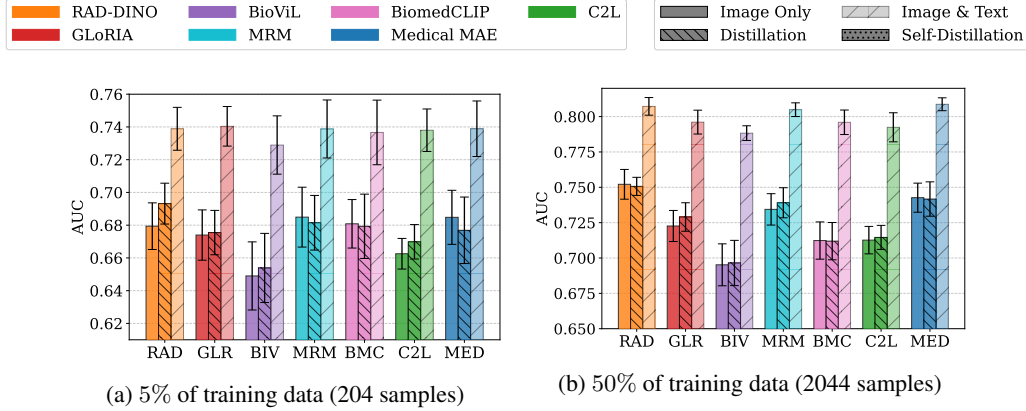 RAD-DINO BioViL BiomedCLIP C2L
GLoRIA MRM Medical MAE
Image Only Image & Text
Distillation Self-Distillation
AUC
0.76
0.74
0.72
0.70
0.68
0.66
0.64
0.62
RAD GLR BIV MRM BMC C2L MED
(a) 5% of training data (204 samples)
AUC
0.800
0.775
0.750
0.725
0.700
0.675
0.650
RAD GLR BIV MRM BMC C2L MED
(b) 50% of training data (2044 samples)